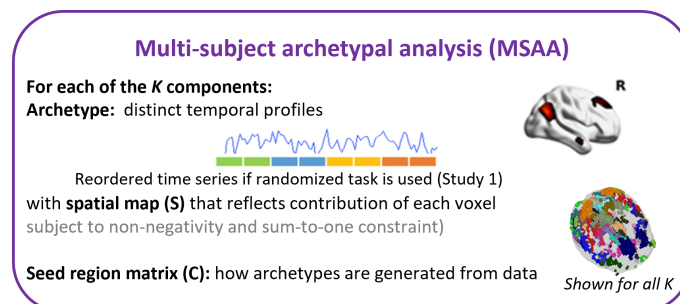 Multi-subject archetypal analysis (MSAA)
For each of the K components:
Archetype: distinct temporal profiles
R
Reordered time series if randomized task is used (Study 1)
with spatial map (S) that reflects contribution of each voxel
subject to non-negativity and sum-to-one constraint)
Seed region matrix (C): how archetypes are generated from data
Shown for all K